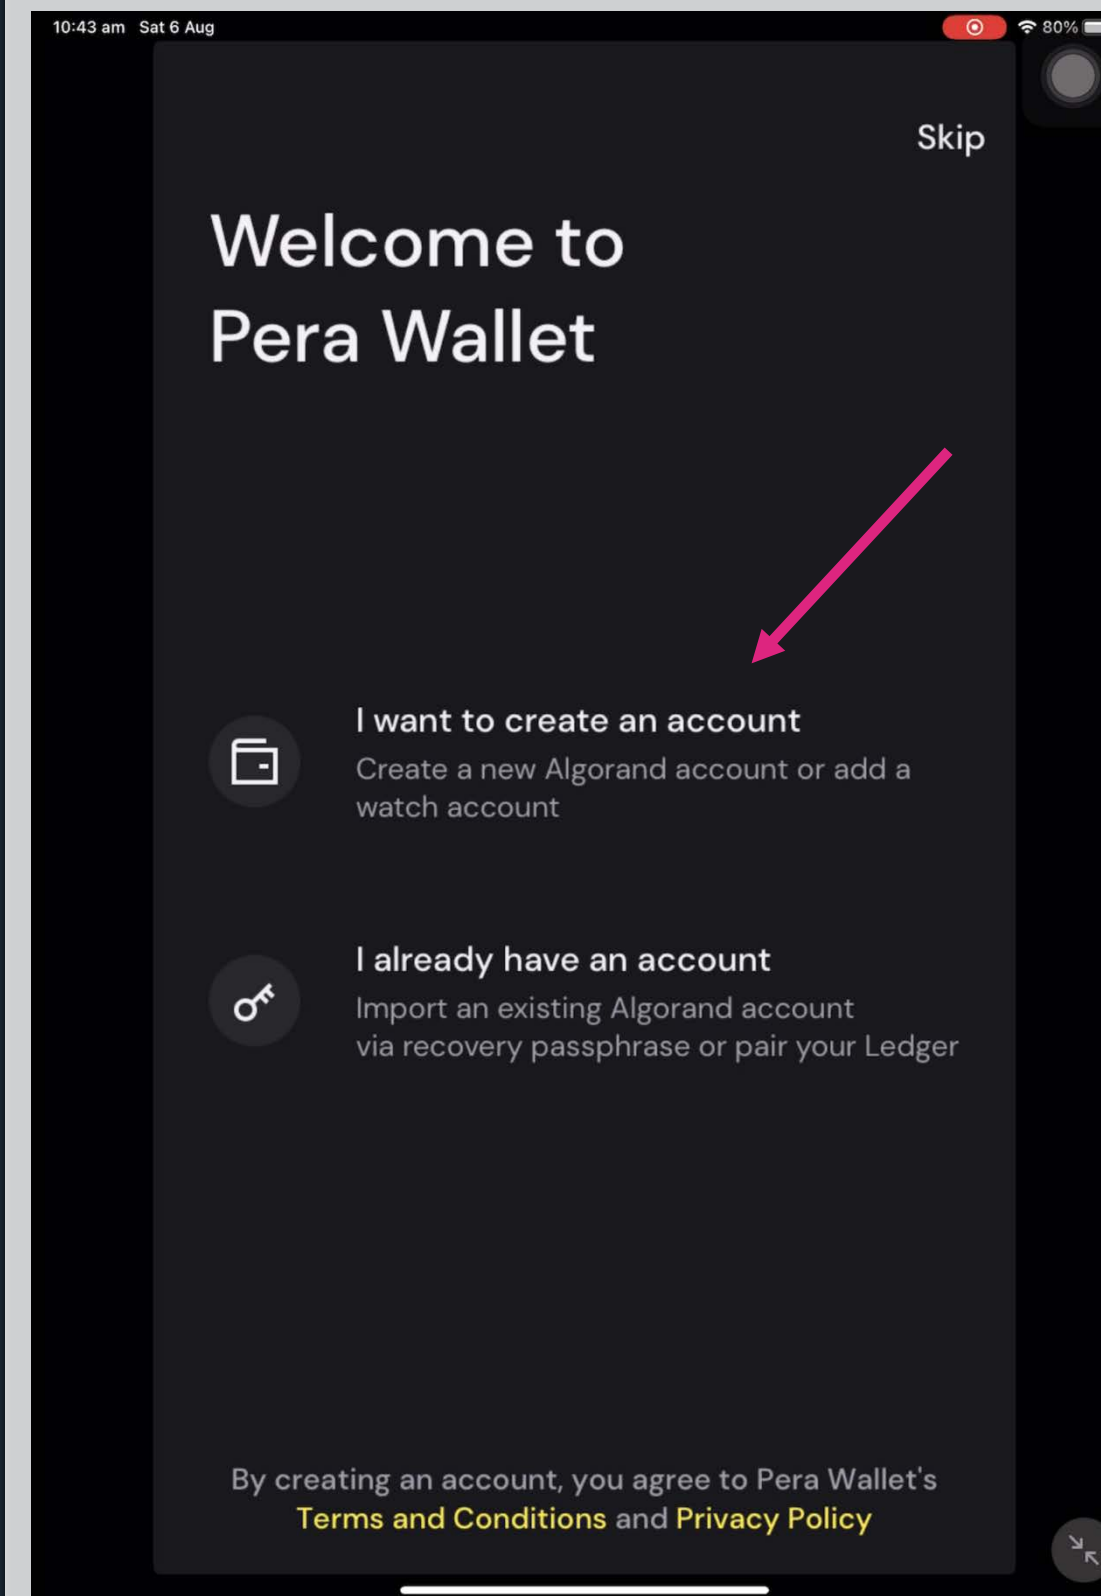 10:43 am Sat 6 Aug
80%
Skip
Welcome to
Pera Wallet
I want to create an account
Create a new Algorand account or add a
watch account
I already have an account
Import an existing Algorand account
via recovery passphrase or pair your Ledger
By creating an account, you agree to Pera Wallet's
Terms and Conditions and Privacy Policy